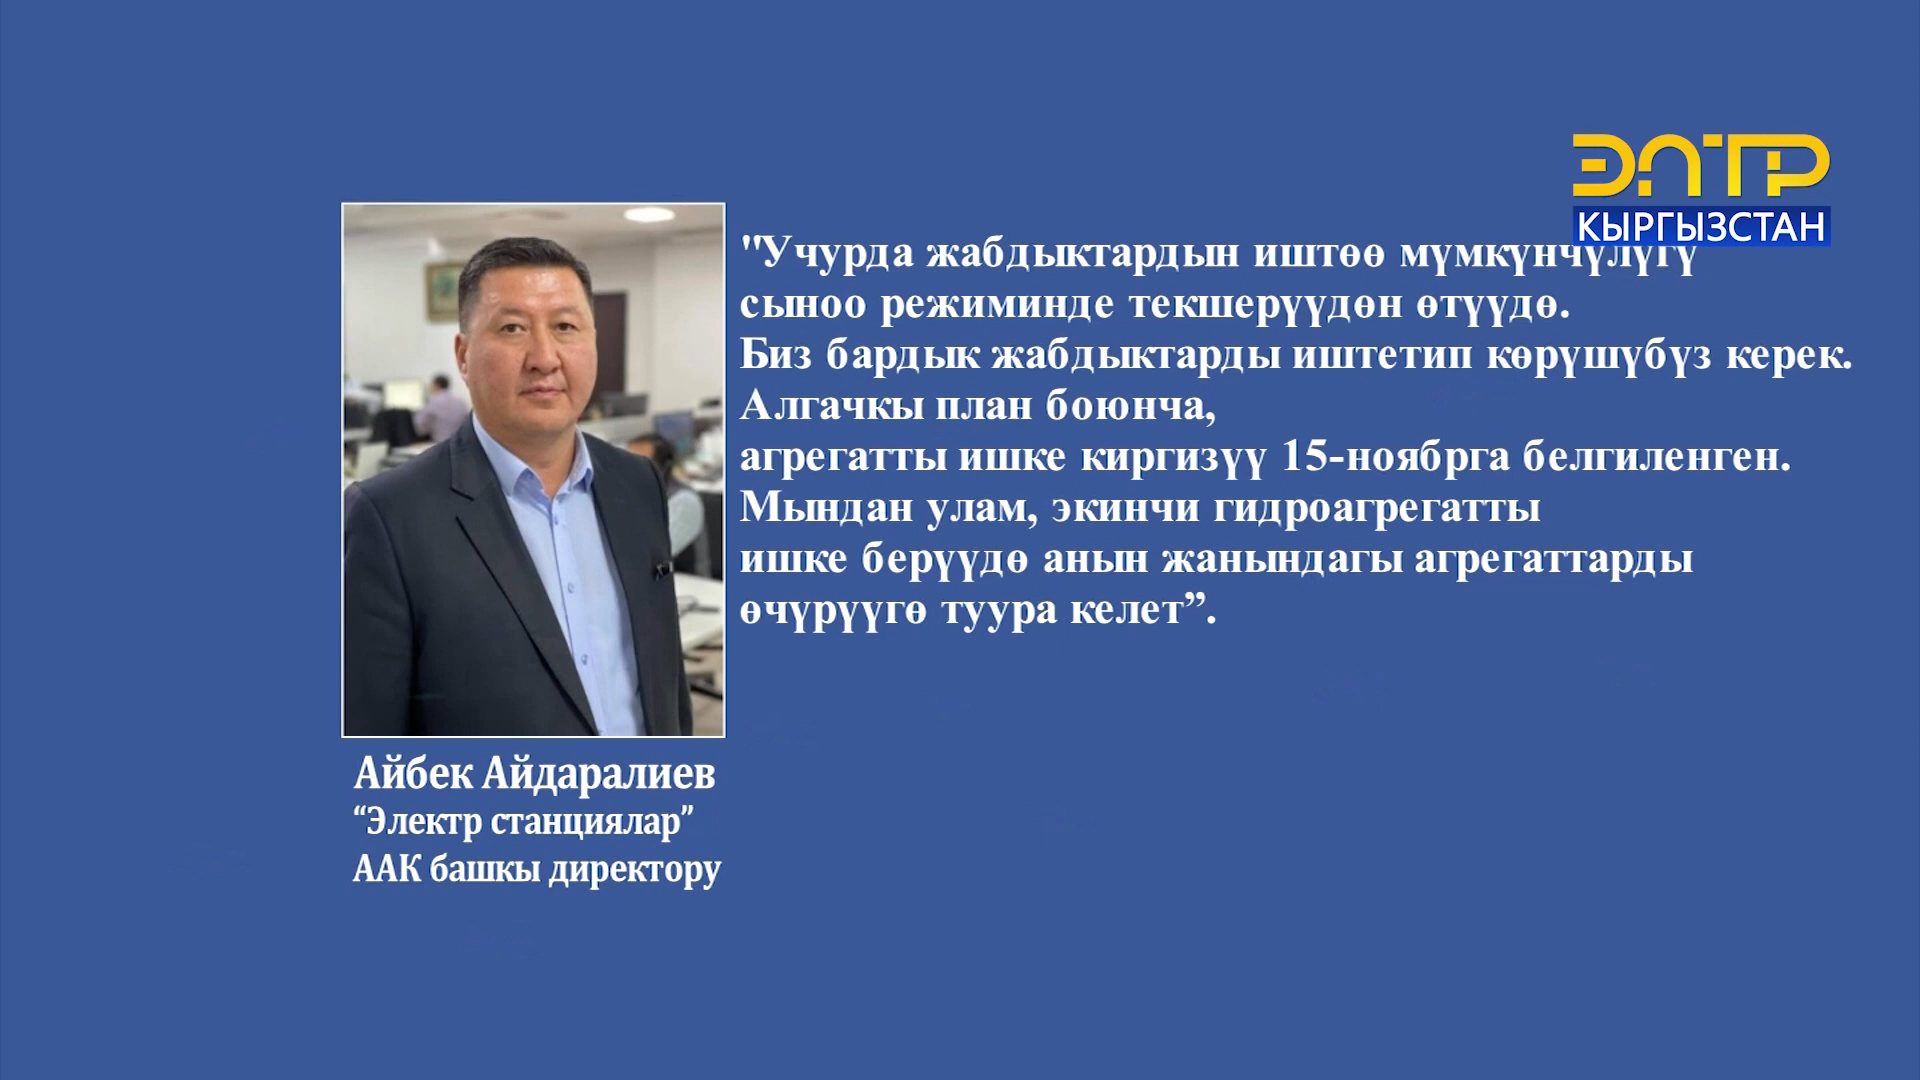 ЭЛТР
КЫРГЫЗСТАН
"Учурда жабдыктардын иштөө мүмкүнчүлүгү
сыноо режиминде текшерүүдөн өтүүдө.
Биз бардык жабдыктарды иштетип көрүшүбүз керек.
Алгачкы план боюнча,
агрегатты ишке киргизүү 15-ноябрга белгиленген.
Мындан улам, экинчи гидроагрегатты
ишке берүүдө анын жанындагы агрегаттарды
өчүрүүгө туура келет”.
Айбек Айдаралиев
“Электр станциялар”
ААК башкы директору